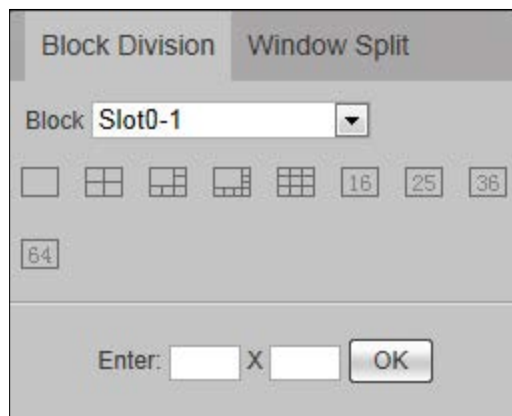 Block Division Window Split
Block Slot0-1
16 25 36
64
Enter: X OK